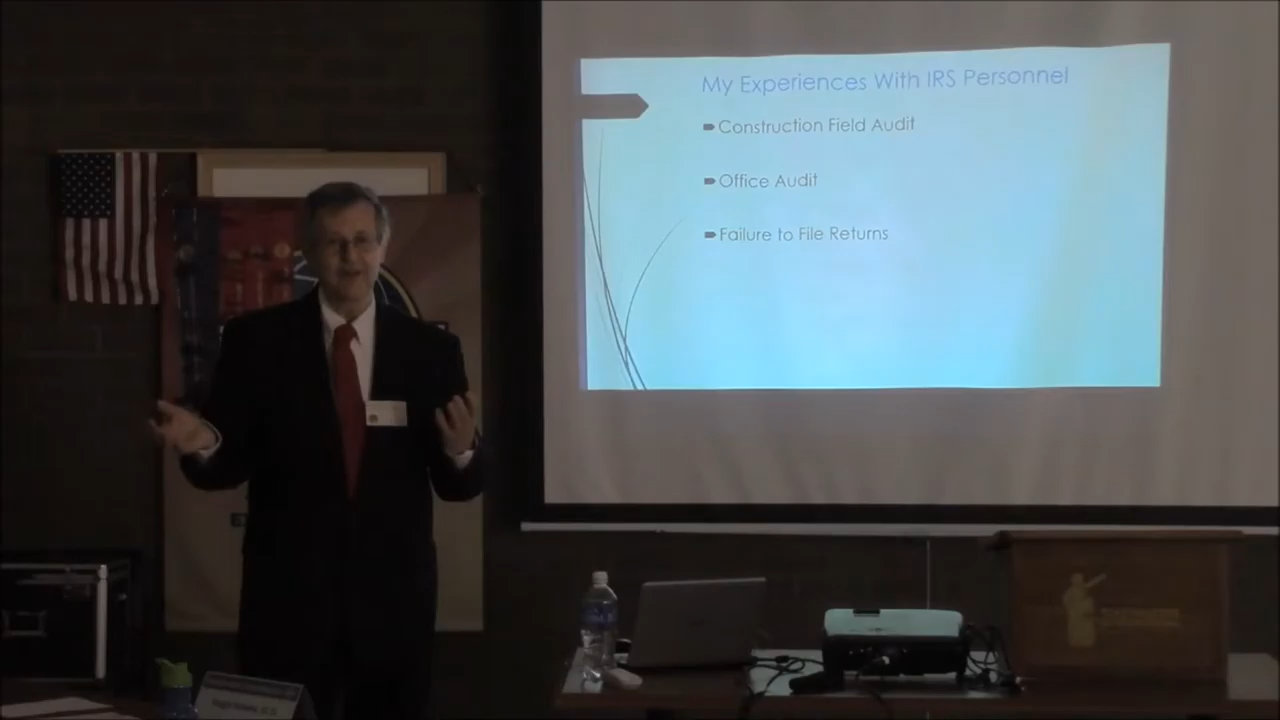 My Experiences With IRS Personnel
Construction Field Audit
Office Audit
Failure to File Returns